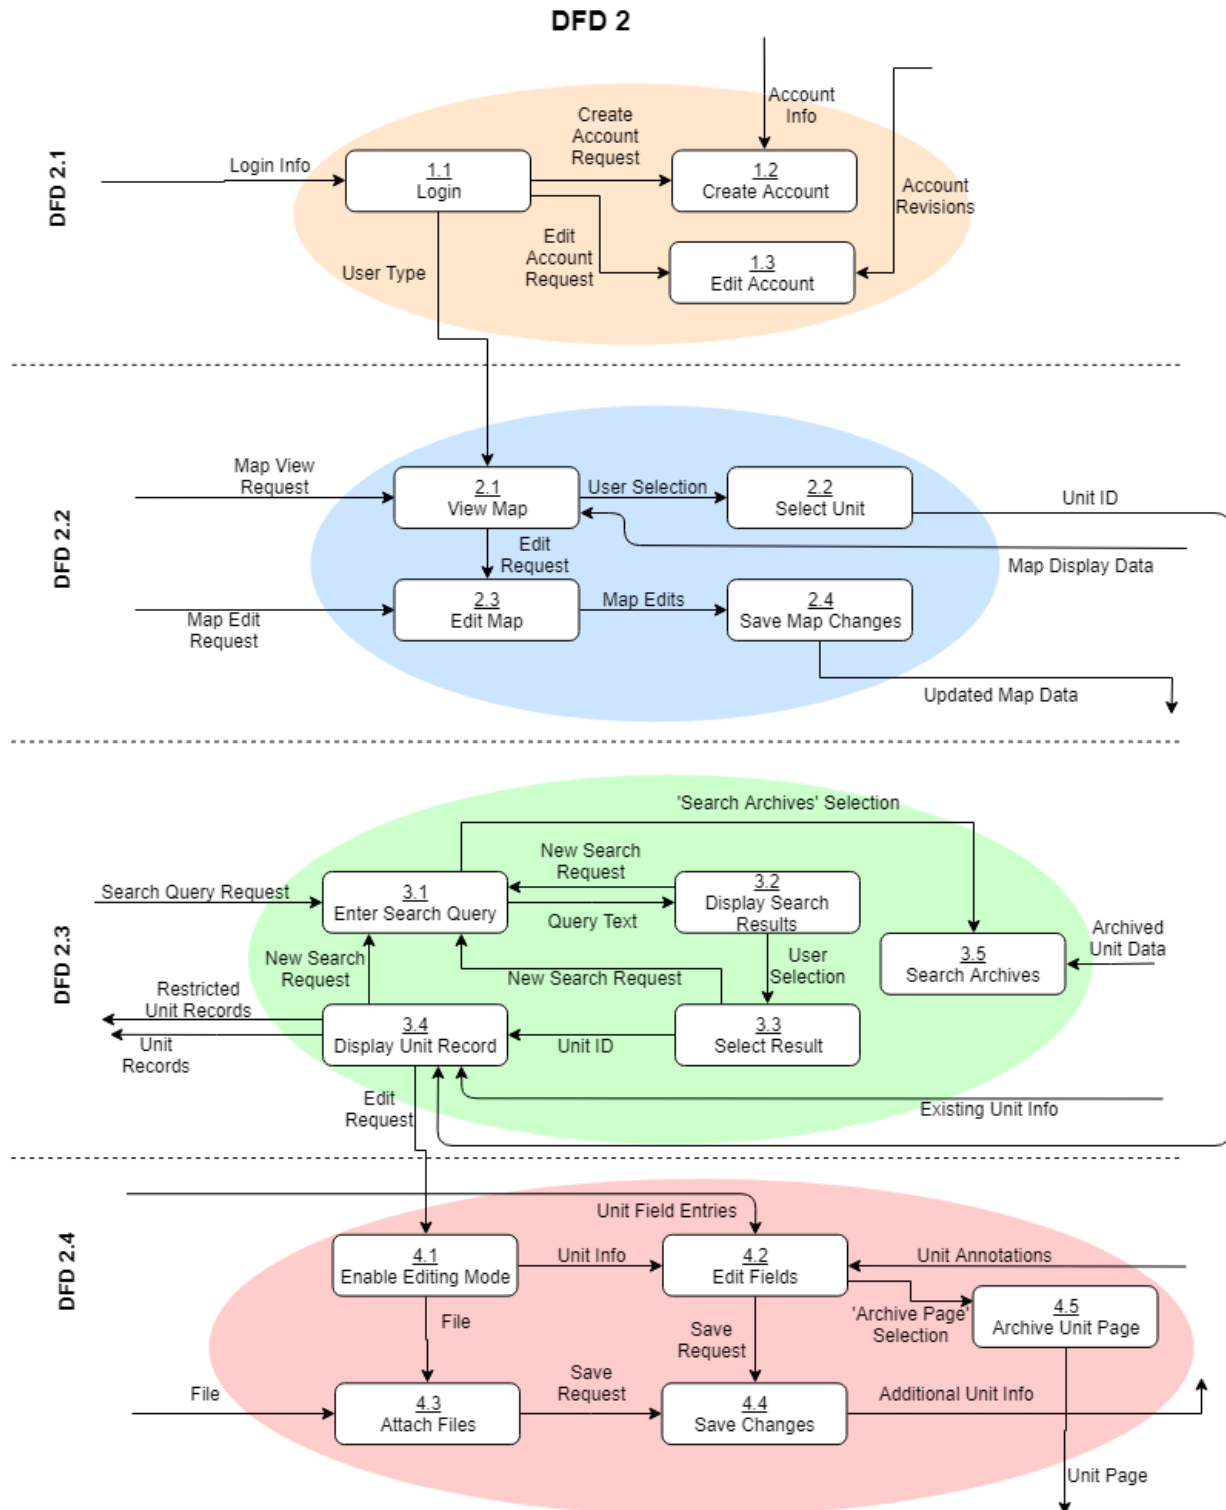 DFD 2
DFD 2.1
Account
Info
Create
Account
Request
Login Info
1.1
Login
1.2
Create Account
Account
Revisions
Edit
Account
Request
User Type
1.3
Edit Account
DFD 2.2
Map View
Request
2.1
View Map
User Selection
2.2
Select Unit
Unit ID
Edit
Request
Map Display Data
2.3
Edit Map
Map Edits
2.4
Save Map Changes
Map Edit
Request
Updated Map Data
DFD 2.3
'Search Archives' Selection
New Search
Request
Search Query Request
3.1
Enter Search Query
Query Text
3.2
Display Search
Results
Archived
Unit Data
3.5
Search Archives
New Search
Request
New Search Request
User
Selection
Restricted
Unit Records
Unit
Records
3.4
Display Unit Record
Unit ID
3.3
Select Result
Edit
Request
Existing Unit Info
DFD 2.4
Unit Field Entries
4.1
Enable Editing Mode
Unit Info
4.2
Edit Fields
Unit Annotations
'Archive Page'
Selection
4.5
Archive Unit Page
File
Save
Request
File
4.3
Attach Files
Save
Request
4.4
Save Changes
Additional Unit Info
Unit Page